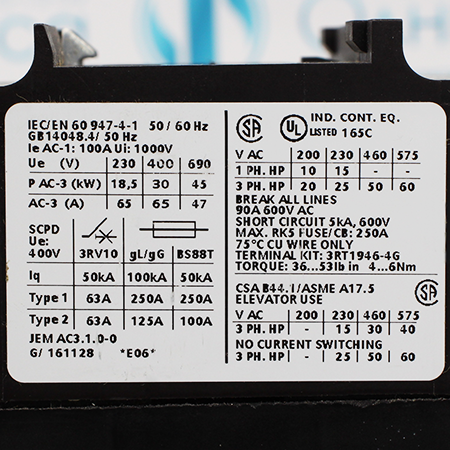 IEC/EN 60 947-4-1 50/60 Hz
GB14048.4/ 50 Hz
Ie AC-1: 100A Ui: 1000V
Ue (V) 230 400 690
P AC-3 (kW) 18,5 30 45
AC-3 (A) 65 65 47
SCPD
Ue:
400V 3RV10 gL/gG BS88T
Iq 50kA 100kA 50kA
Type 1 63A 250A 250A
Type 2 63A 125A 100A
JEM AC3.1.0-0
G/ 161128 *E06*
SA UL IND. CONT. EQ.
LISTED 165C
V AC 200 230 460 575
1 PH. HP 10 15 - -
3 PH. HP 20 25 50 60
BREAK ALL LINES
90A 600V AC
SHORT CIRCUIT 5kA, 600V
MAX. RK5 FUSE/CB: 250A
75°C CU WIRE ONLY
TERMINAL KIT: 3RT1946-4G
TORQUE: 36...53lb in 4...6Nm
CSA B44.1/ASME A17.5
ELEVATOR USE SA
V AC 200 230 460 575
3 PH. HP - 15 30 40
NO CURRENT SWITCHING
3 PH. HP - 25 50 60